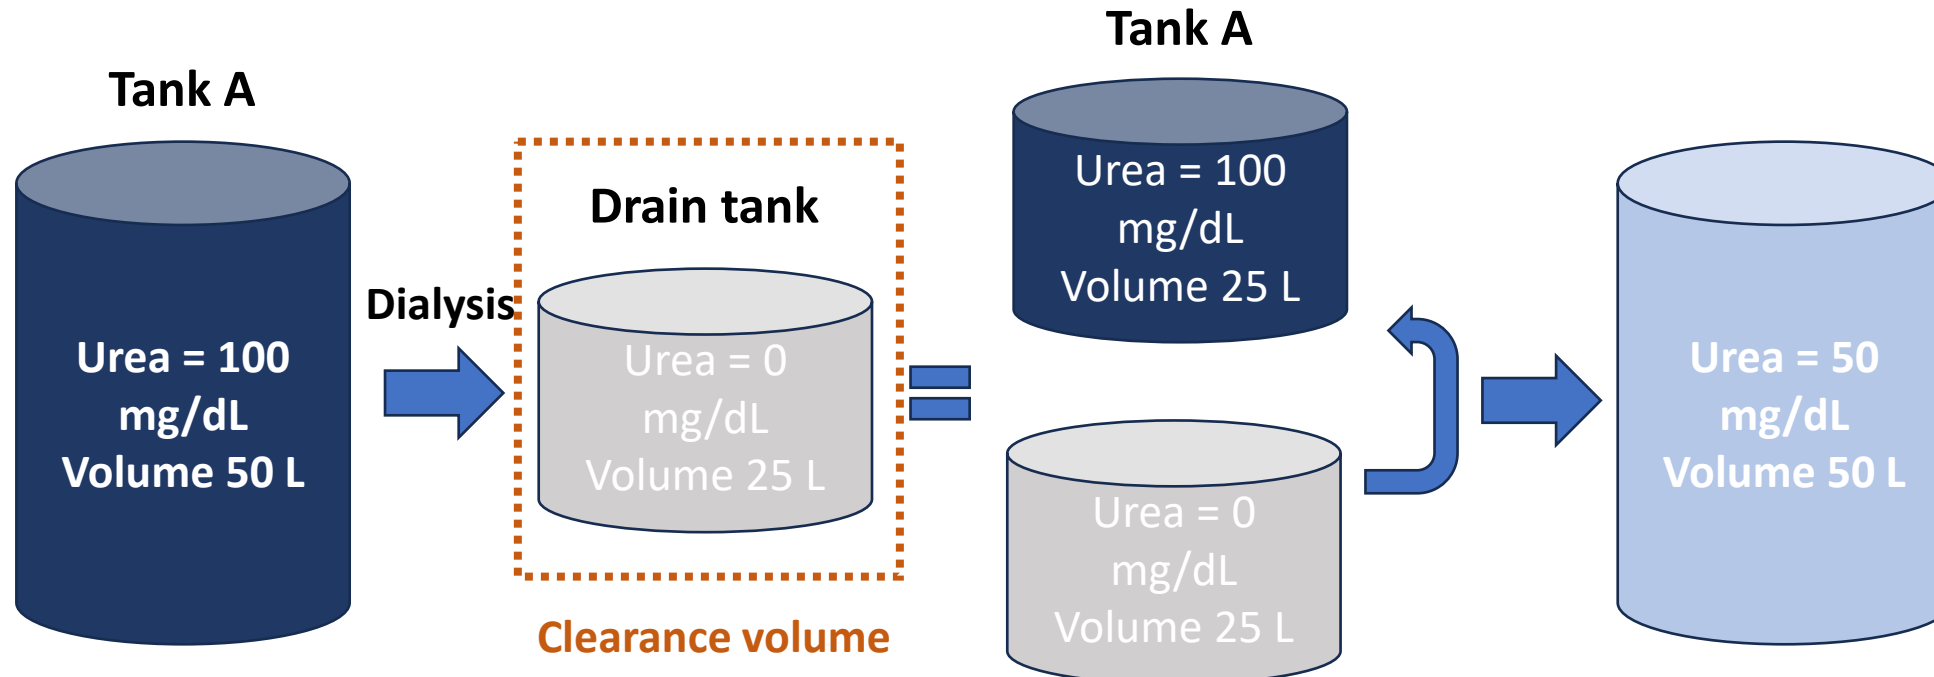 Tank A
Urea = 100
mg/dL
Volume 50 L
Dialysis
Drain tank
Urea = 0
mg/dL
Volume 25 L
Clearance volume
Tank A
Urea = 100
mg/dL
Volume 25 L
Urea = 0
mg/dL
Volume 25 L
Urea = 50
mg/dL
Volume 50 L